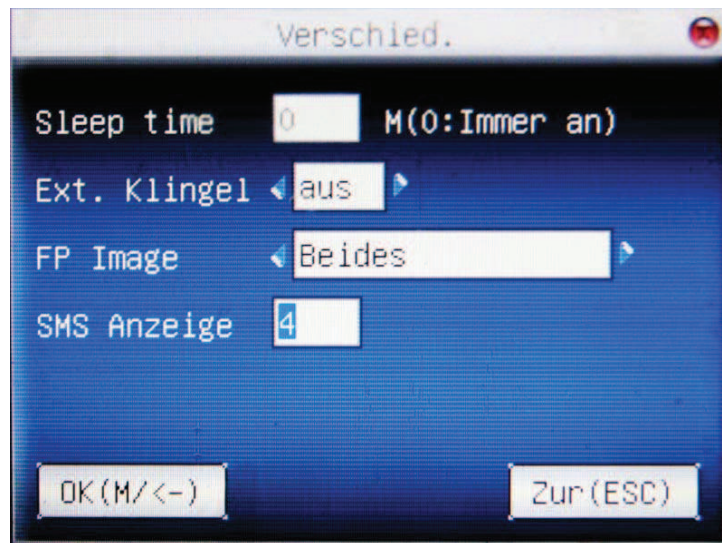 Verschied.
Sleep time 0 M(0:Immer an)
Ext. Klingel aus
FP Image Beides
SMS Anzeige 4
OK(M/<-) Zur(ESC)